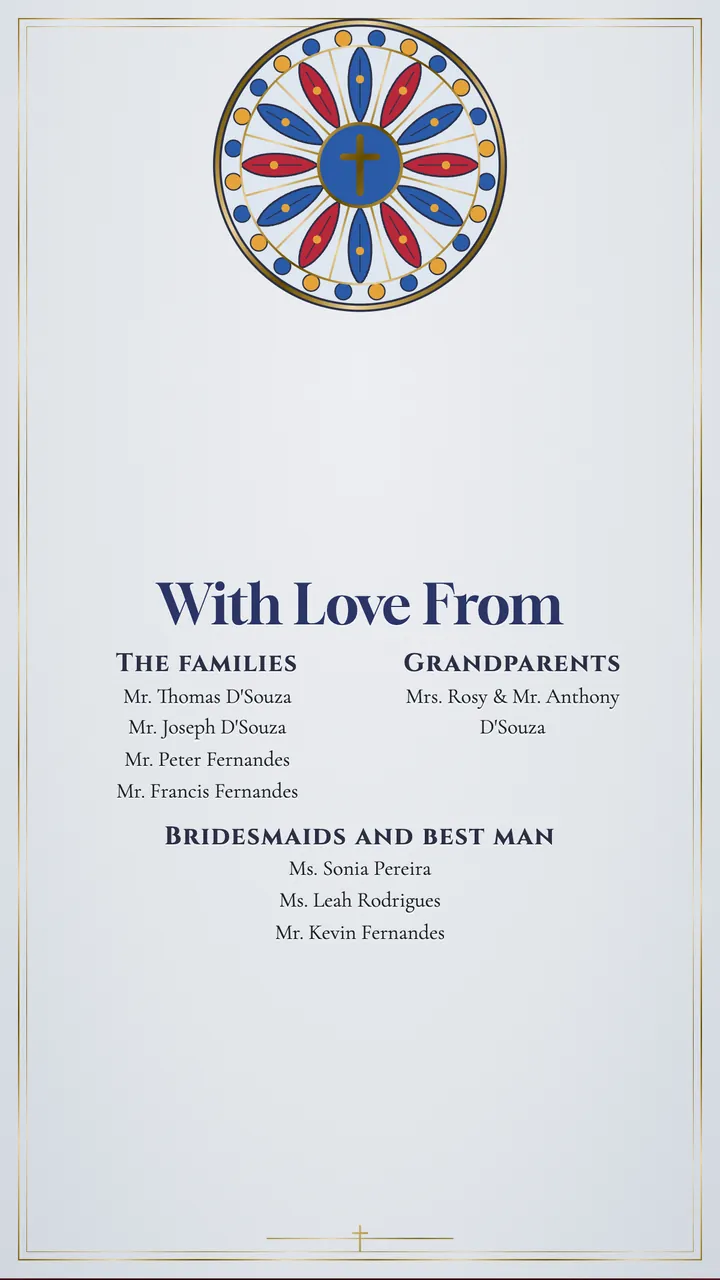 With Love From
The families
Mr. Thomas D'Souza
Mr. Joseph D'Souza
Mr. Peter Fernandes
Mr. Francis Fernandes
Grandparents
Mrs. Rosy & Mr. Anthony
D'Souza
Bridesmaids and best man
Ms. Sonia Pereira
Ms. Leah Rodrigues
Mr. Kevin Fernandes